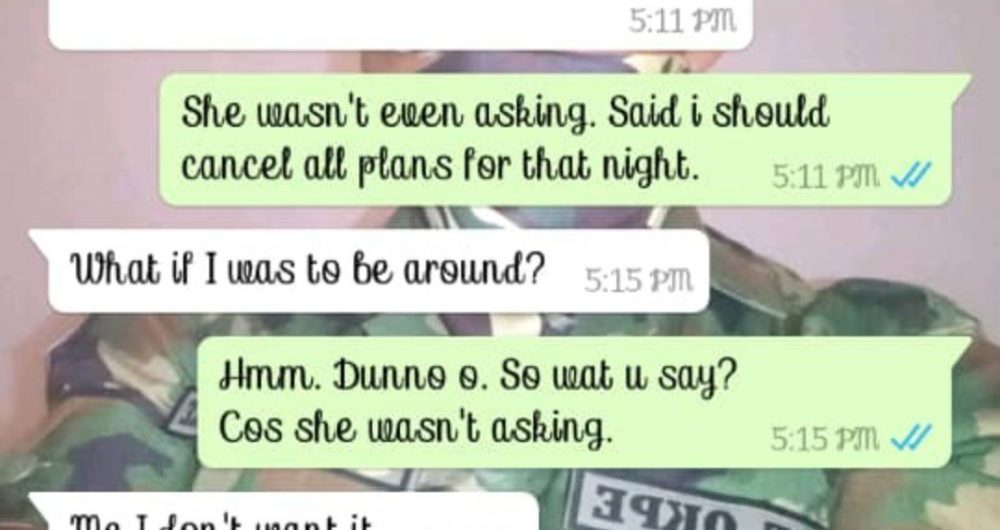 5:11 PM
She wasn't even asking. Said i should
cancel all plans for that night. 5:11 PM
What if I was to be around? 5:15 PM
Hmm. Dunno o. So wat u say?
Cos she wasn't asking. 5:15 PM
OKPE
Me I don't want it